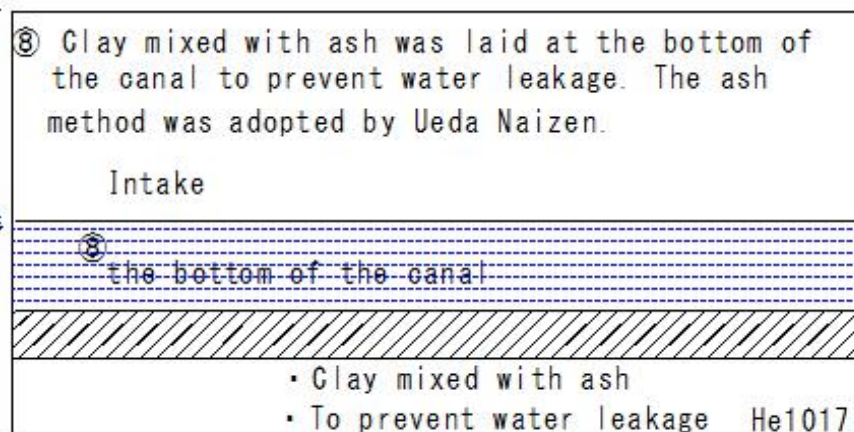 ⑧ Clay mixed with ash was laid at the bottom of
the canal to prevent water leakage. The ash
method was adopted by Ueda Naizen.
Intake
⑧
the bottom of the canal
・Clay mixed with ash
・To prevent water leakage He1017